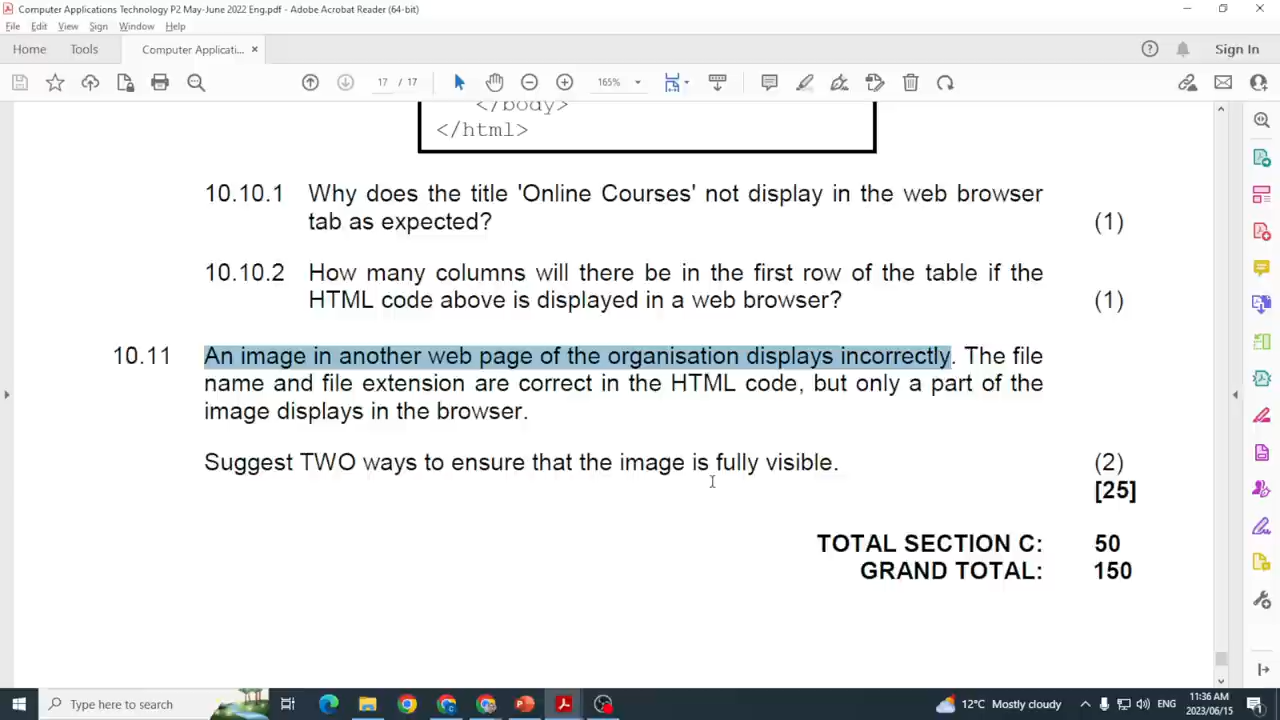 Computer Applications Technology P2 May-June 2022 Eng.pdf - Adobe Acrobat Reader (64-bit)
File Edit View Sign Window Help
Home Tools Computer Applicati... × Sign In
17 / 17 165%
</body>
</html>
10.10.1 Why does the title 'Online Courses' not display in the web browser
tab as expected? (1)
10.10.2 How many columns will there be in the first row of the table if the
HTML code above is displayed in a web browser? (1)
10.11 An image in another web page of the organisation displays incorrectly. The file
name and file extension are correct in the HTML code, but only a part of the
image displays in the browser.
Suggest TWO ways to ensure that the image is fully visible. (2)
[25]
TOTAL SECTION C: 50
GRAND TOTAL: 150
Type here to search 12°C Mostly cloudy ENG 11:36 AM
2023/06/15